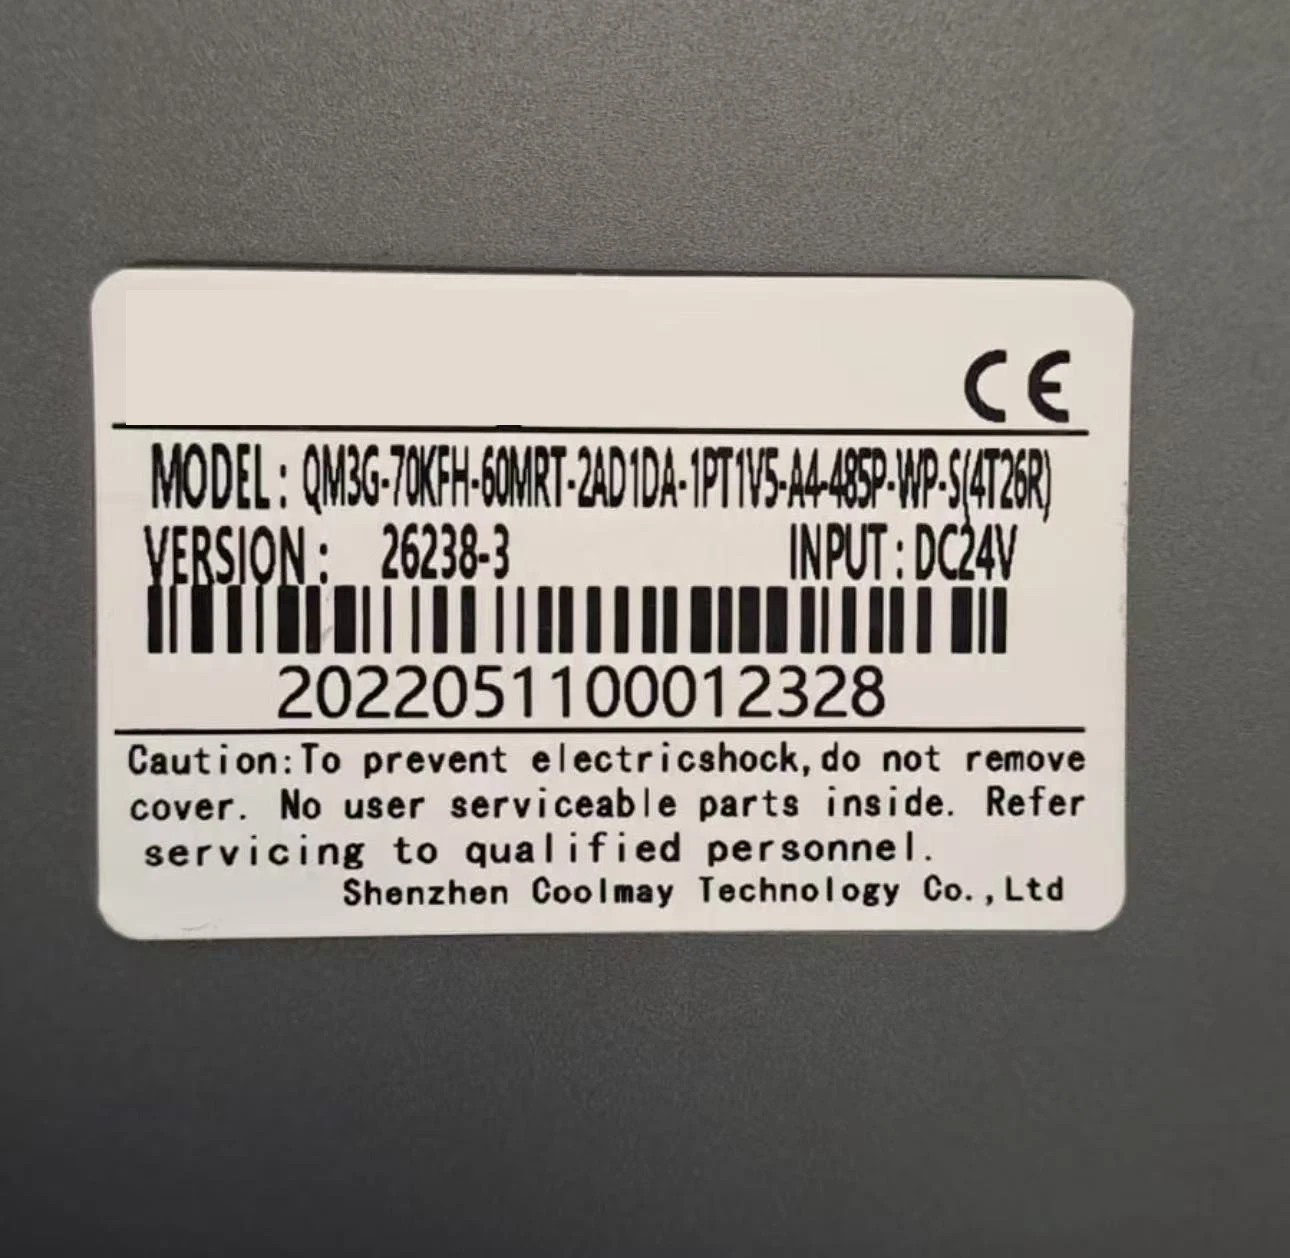 CE
MODEL: QM3G-70KFH-60MRT-2AD1DA-1PT1V5-A4-485P-WP-S(4T26R)
VERSION: 26238-3 INPUT: DC24V
2022051100012328
Caution:To prevent electricshock,do not remove
cover. No user serviceable parts inside. Refer
servicing to qualified personnel.
Shenzhen Coolmay Technology Co.,Ltd